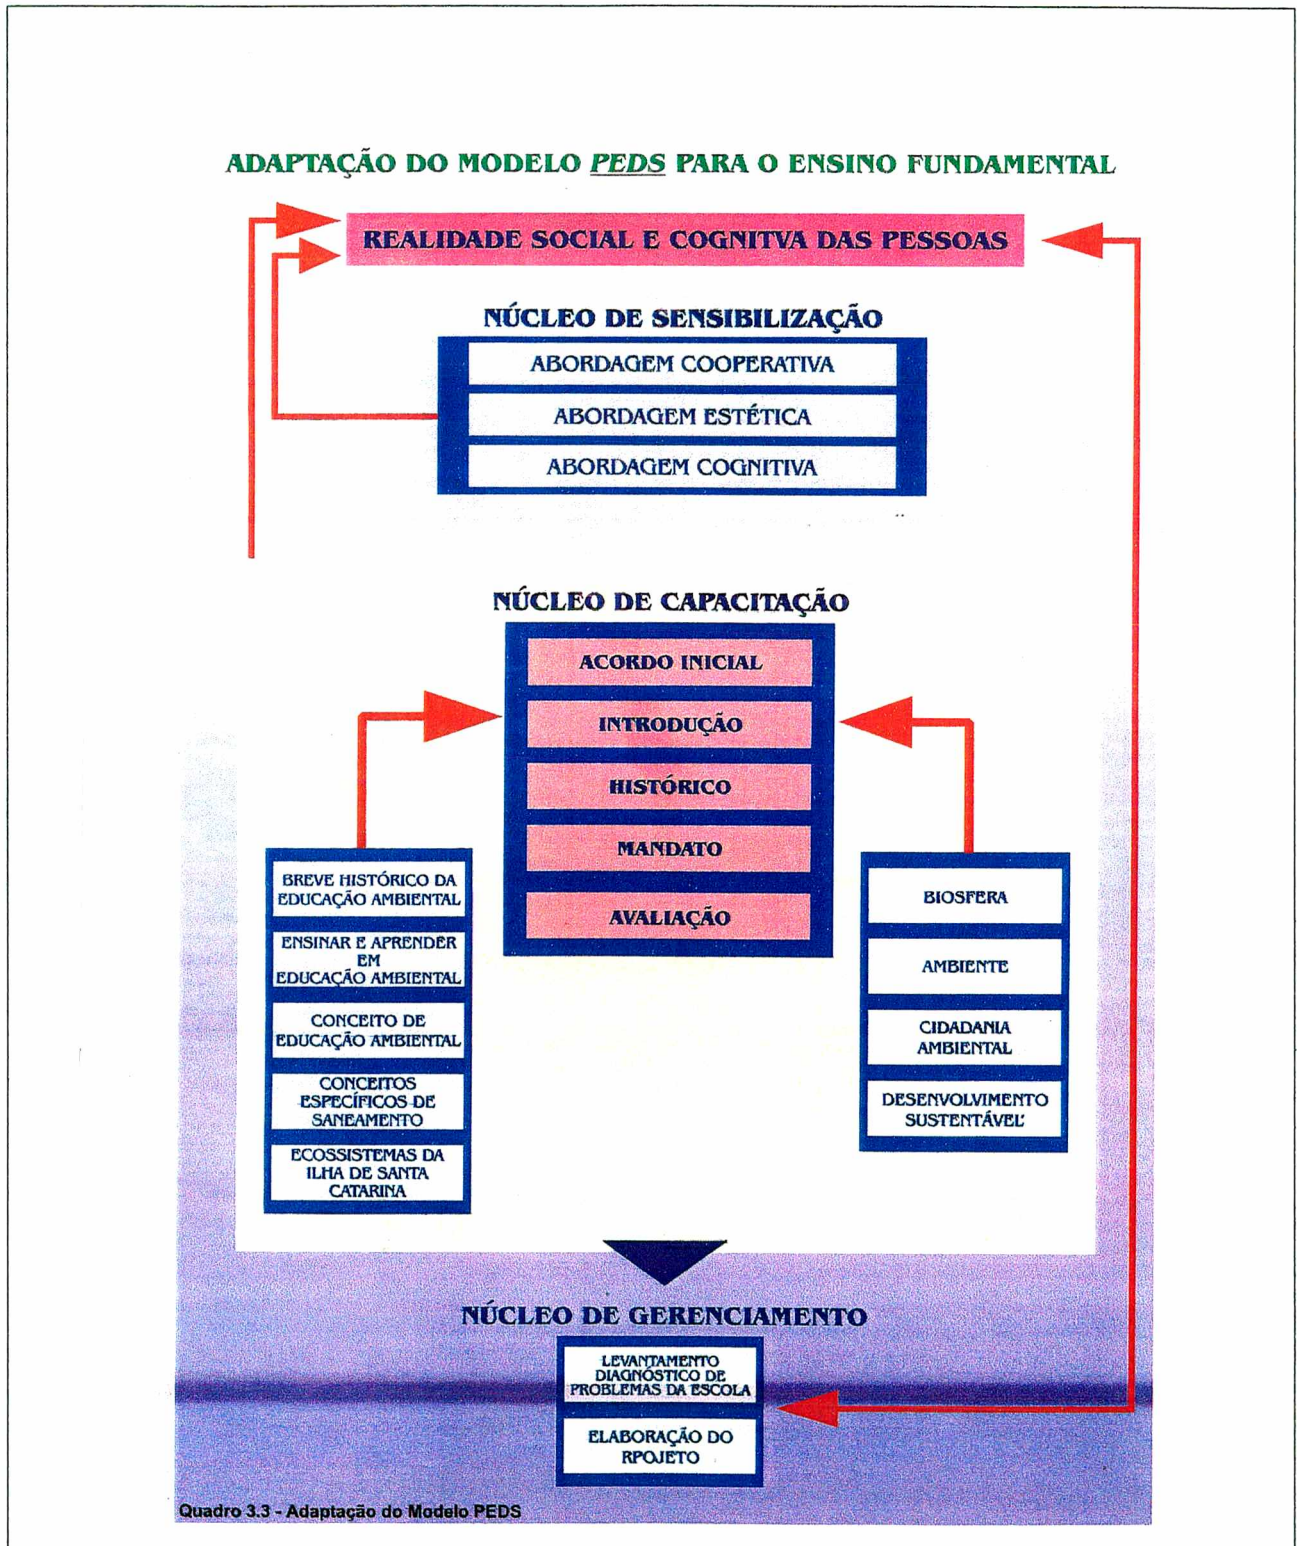 ADAPTAÇÃO DO MODELO PEDS PARA O ENSINO FUNDAMENTAL
REALIDADE SOCIAL E COGNITVA DAS PESSOAS
NÚCLEO DE SENSIBILIZAÇÃO
ABORDAGEM COOPERATIVA
ABORDAGEM ESTÉTICA
ABORDAGEM COGNITIVA
NÚCLEO DE CAPACITAÇÃO
ACORDO INICIAL
INTRODUÇÃO
HISTÓRICO
MANDATO
AVALIAÇÃO
BREVE HISTÓRICO DA
EDUCAÇÃO AMBIENTAL
ENSINAR E APRENDER
EM
EDUCAÇÃO AMBIENTAL
CONCEITO DE
EDUCAÇÃO AMBIENTAL
CONCEITOS
ESPECÍFICOS DE
SANEAMENTO
ECOSSISTEMAS DA
ILHA DE SANTA
CATARINA
BIOSFERA
AMBIENTE
CIDADANIA
AMBIENTAL
DESENVOLVIMENTO
SUSTENTÁVEL
NÚCLEO DE GERENCIAMENTO
LEVANTAMENTO
DIAGNÓSTICO DE
PROBLEMAS DA ESCOLA
ELABORAÇÃO DO
RPOJETO
Quadro 3.3 - Adaptação do Modelo PEDS